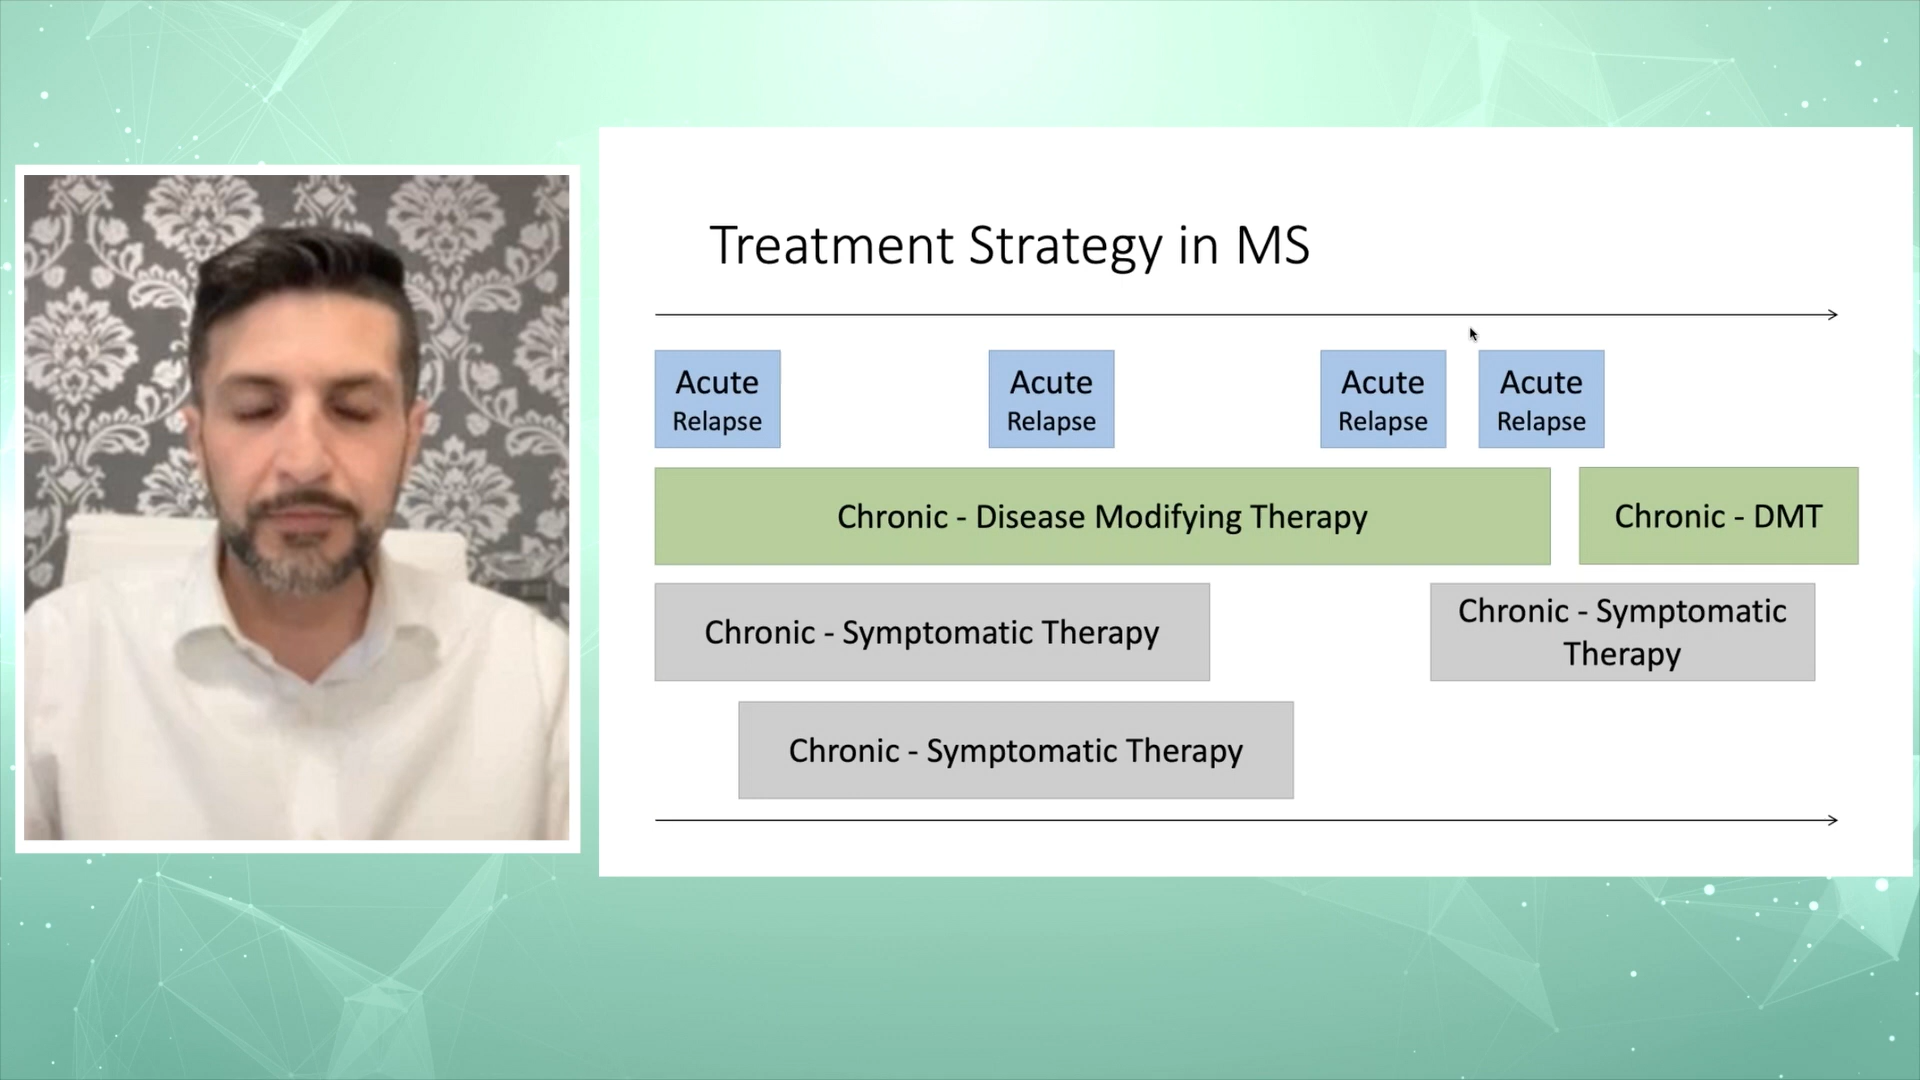 Treatment Strategy in MS
Acute
Relapse
Acute
Relapse
Acute
Relapse
Acute
Relapse
Chronic - Disease Modifying Therapy
Chronic - DMT
Chronic - Symptomatic Therapy
Chronic - Symptomatic
Therapy
Chronic - Symptomatic Therapy